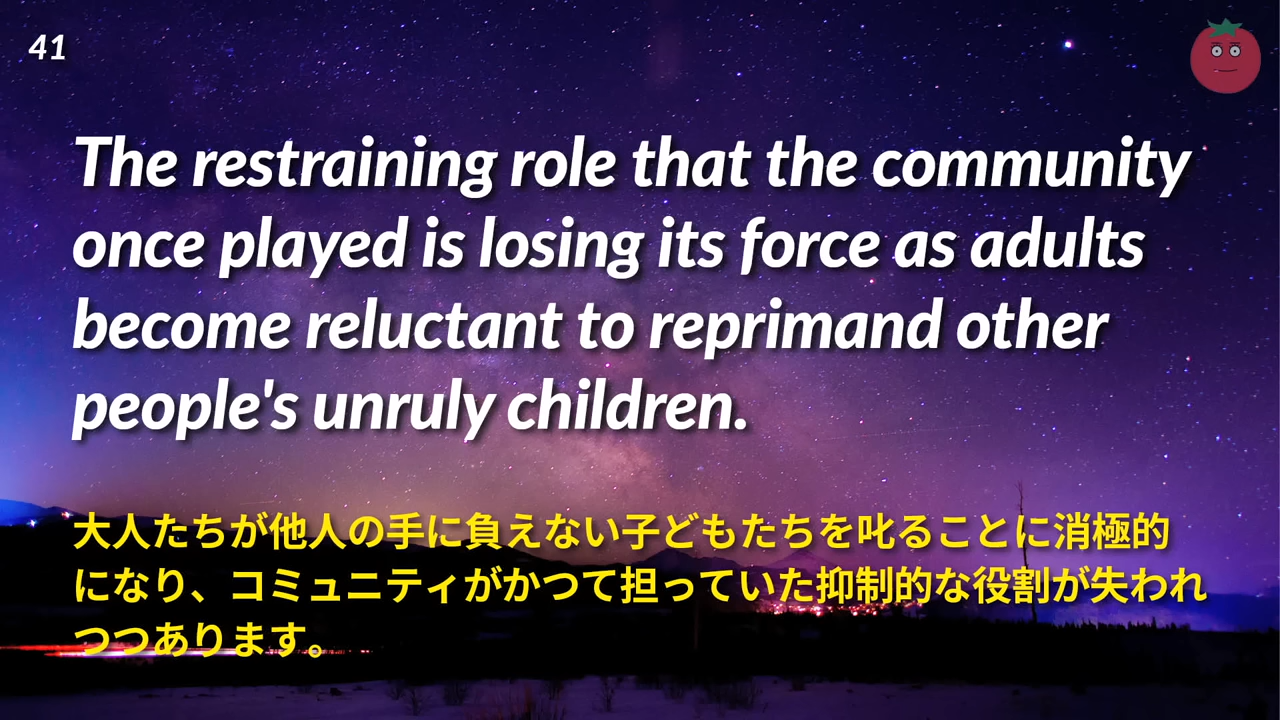 41
The restraining role that the community
once played is losing its force as adults
become reluctant to reprimand other
people's unruly children.
大人たちが他人の手に負えない子どもたちを叱ることに消極的
になり、コミュニティがかつて担っていた抑制的な役割が失われ
つつあります。